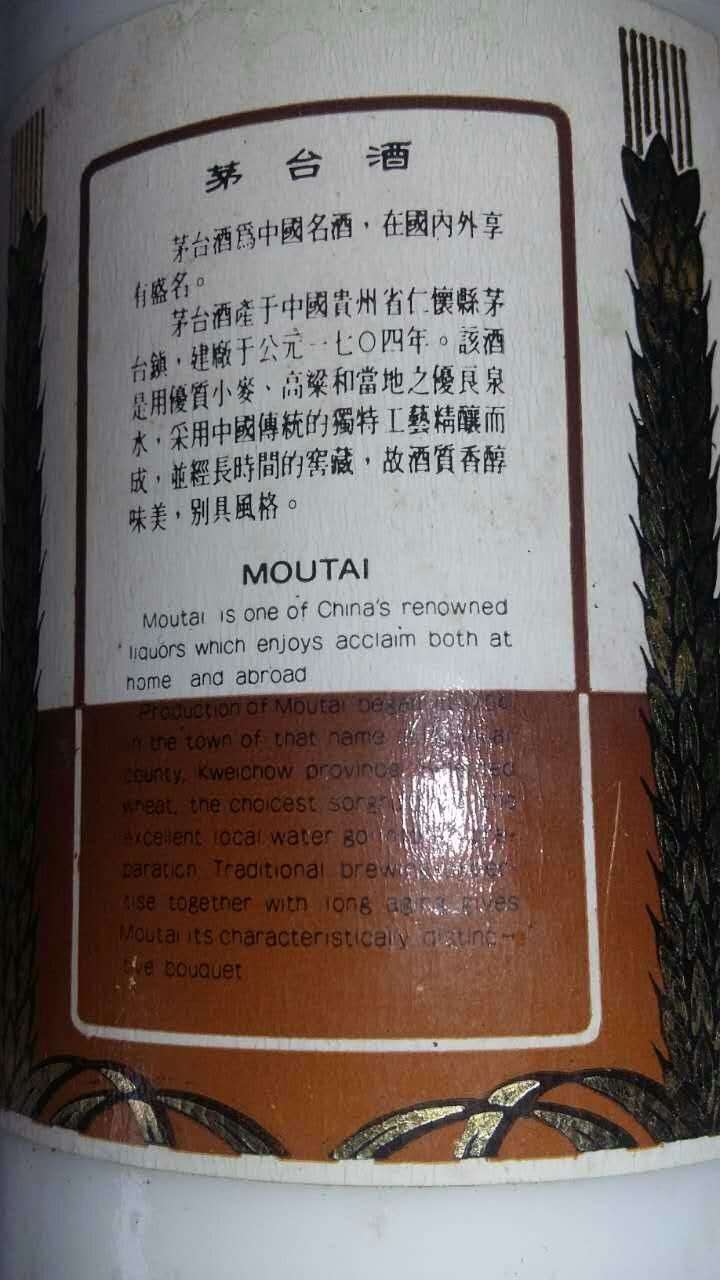 茅台酒
茅台酒爲中國名酒，在國內外享
有盛名。
茅台酒產于中國貴州省仁懷縣茅
台鎮，建廠于公元一七〇四年。該酒
是用優質小麥、高粱和當地之優良泉
水，采用中國傳統的獨特工藝精釀而
成，並經長時間的窖藏，故酒質香醇
味美，別具風格。
MOUTAI
Moutai is one of China's renowned
liquors which enjoys acclaim both at
home and abroad
Production of Moutai began
in the town of that name
county, Kweichow province
wheat, the choicest
excellent local water go
paration Traditional brewing
tise together with long aging gives
Moutai its characteristically distinc-
tive bouquet